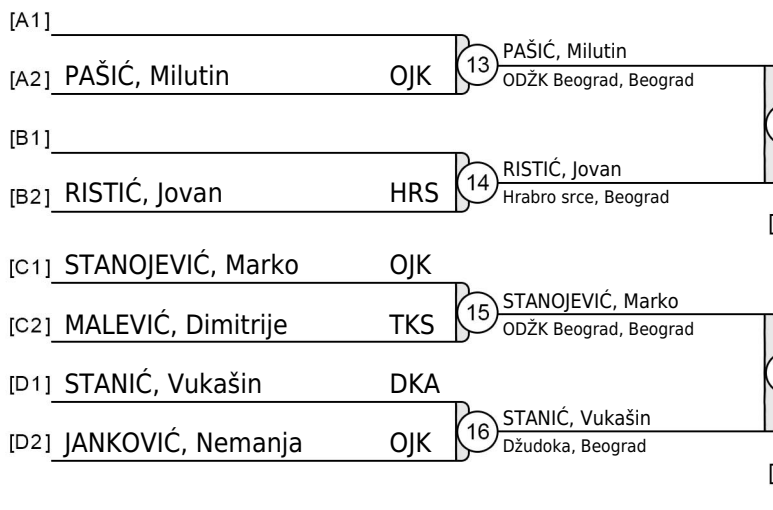 [A1]
[A2] PAŠIĆ, Milutin OJK
13 PAŠIĆ, Milutin
ODŽK Beograd, Beograd
[B1]
[B2] RISTIĆ, Jovan HRS
14 RISTIĆ, Jovan
Hrabro srce, Beograd
[C1] STANOJEVIĆ, Marko OJK
[C2] MALEVIĆ, Dimitrije TKS
15 STANOJEVIĆ, Marko
ODŽK Beograd, Beograd
[D1] STANIĆ, Vukašin DKA
[D2] JANKOVIĆ, Nemanja OJK
16 STANIĆ, Vukašin
Džudoka, Beograd